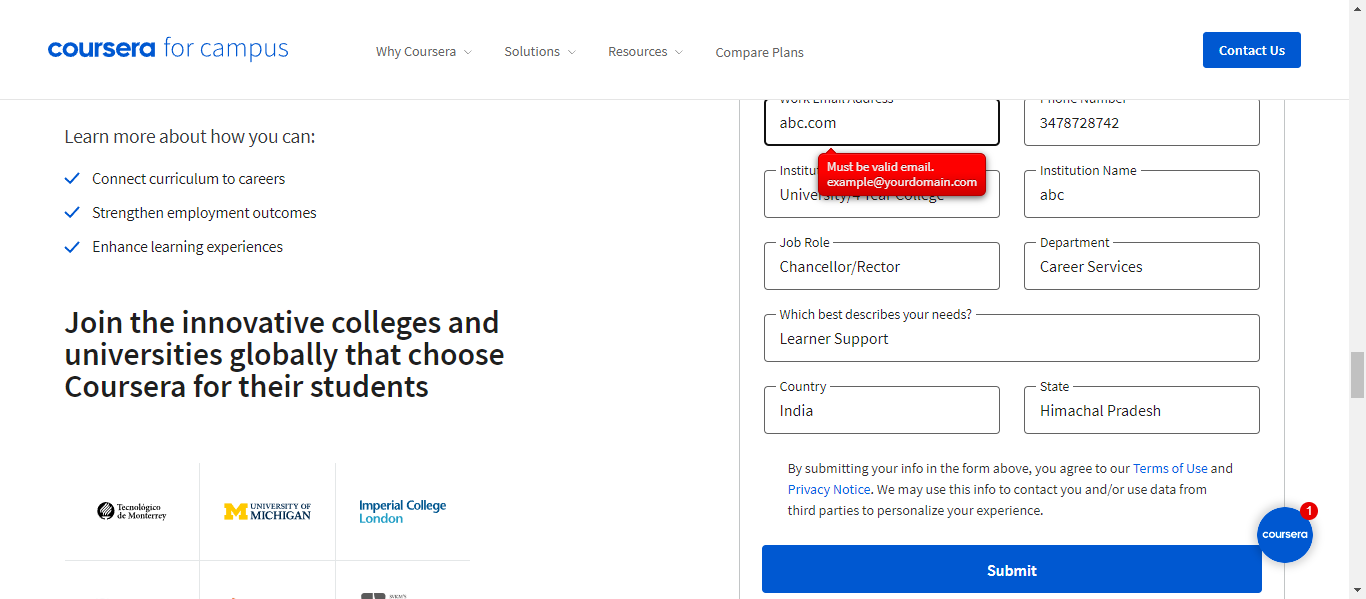 coursera for campus
Why Coursera
Solutions
Resources
Compare Plans
Contact Us
Learn more about how you can:
Connect curriculum to careers
Strengthen employment outcomes
Enhance learning experiences
Join the innovative colleges and
universities globally that choose
Coursera for their students
Tecnológico
de Monterrey
M UNIVERSITY OF
MICHIGAN
Imperial College
London
Work Email Address
abc.com
Phone Number
3478728742
Must be valid email.
example@yourdomain.com
University/4 Year College
Institution Name
abc
Job Role
Chancellor/Rector
Department
Career Services
Which best describes your needs?
Learner Support
Country
India
State
Himachal Pradesh
By submitting your info in the form above, you agree to our Terms of Use and
Privacy Notice. We may use this info to contact you and/or use data from
third parties to personalize your experience.
Submit
coursera
1